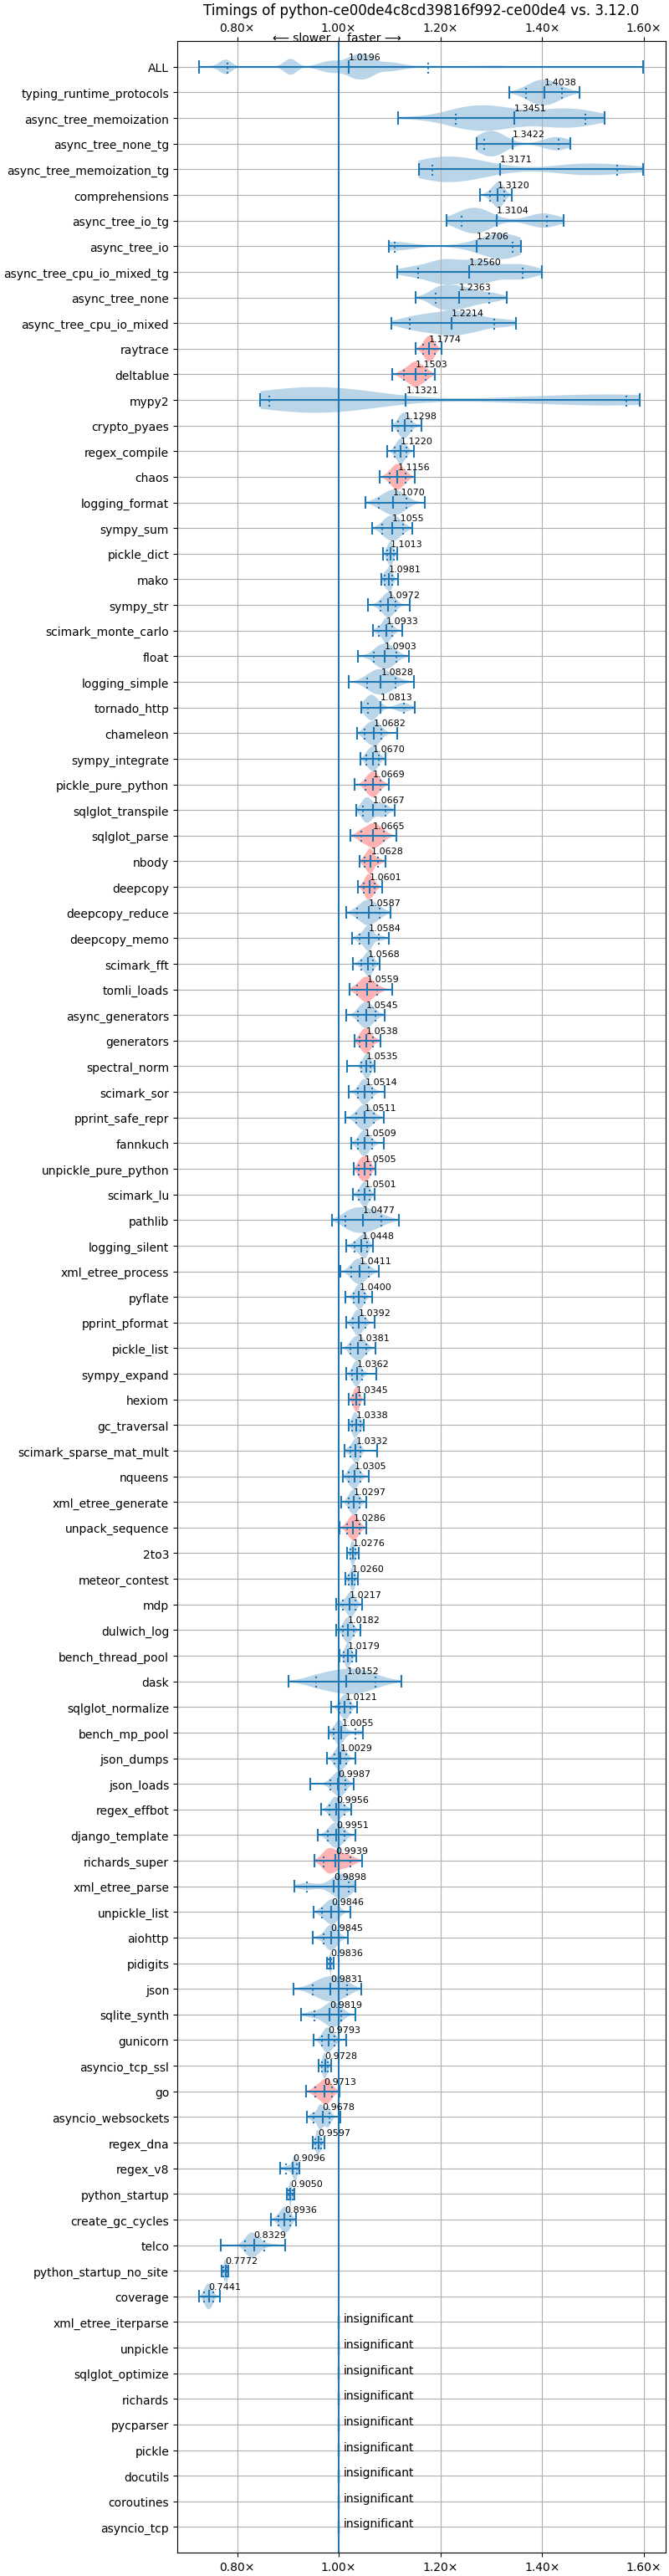 Timings of python-ce00de4c8cd39816f992-ce00de4 vs. 3.12.0
0.80× 1.00× 1.20× 1.40× 1.60×
⟵ slower faster ⟶
ALL 1.0196
typing_runtime_protocols 1.4038
async_tree_memoization 1.3451
async_tree_none_tg 1.3422
async_tree_memoization_tg 1.3171
comprehensions 1.3120
async_tree_io_tg 1.3104
async_tree_io 1.2706
async_tree_cpu_io_mixed_tg 1.2560
async_tree_none 1.2363
async_tree_cpu_io_mixed 1.2214
raytrace 1.1774
deltablue 1.1503
mypy2 1.1321
crypto_pyaes 1.1298
regex_compile 1.1220
chaos 1.1156
logging_format 1.1070
sympy_sum 1.1055
pickle_dict 1.1013
mako 1.0981
sympy_str 1.0972
scimark_monte_carlo 1.0933
float 1.0903
logging_simple 1.0828
tornado_http 1.0813
chameleon 1.0682
sympy_integrate 1.0670
pickle_pure_python 1.0669
sqlglot_transpile 1.0667
sqlglot_parse 1.0665
nbody 1.0628
deepcopy 1.0601
deepcopy_reduce 1.0587
deepcopy_memo 1.0584
scimark_fft 1.0568
tomli_loads 1.0559
async_generators 1.0545
generators 1.0538
spectral_norm 1.0535
scimark_sor 1.0514
pprint_safe_repr 1.0511
fannkuch 1.0509
unpickle_pure_python 1.0505
scimark_lu 1.0501
pathlib 1.0477
logging_silent 1.0448
xml_etree_process 1.0411
pyflate 1.0400
pprint_pformat 1.0392
pickle_list 1.0381
sympy_expand 1.0362
hexiom 1.0345
gc_traversal 1.0338
scimark_sparse_mat_mult 1.0332
nqueens 1.0305
xml_etree_generate 1.0297
unpack_sequence 1.0286
2to3 1.0276
meteor_contest 1.0260
mdp 1.0217
dulwich_log 1.0182
bench_thread_pool 1.0179
dask 1.0152
sqlglot_normalize 1.0121
bench_mp_pool 1.0055
json_dumps 1.0029
json_loads 0.9987
regex_effbot 0.9956
django_template 0.9951
richards_super 0.9939
xml_etree_parse 0.9898
unpickle_list 0.9846
aiohttp 0.9845
pidigits 0.9836
json 0.9831
sqlite_synth 0.9819
gunicorn 0.9793
asyncio_tcp_ssl 0.9728
go 0.9713
asyncio_websockets 0.9678
regex_dna 0.9597
regex_v8 0.9096
python_startup 0.9050
create_gc_cycles 0.8936
telco 0.8329
python_startup_no_site 0.7772
coverage 0.7441
xml_etree_iterparse insignificant
unpickle insignificant
sqlglot_optimize insignificant
richards insignificant
pycparser insignificant
pickle insignificant
docutils insignificant
coroutines insignificant
asyncio_tcp insignificant
0.80× 1.00× 1.20× 1.40× 1.60×